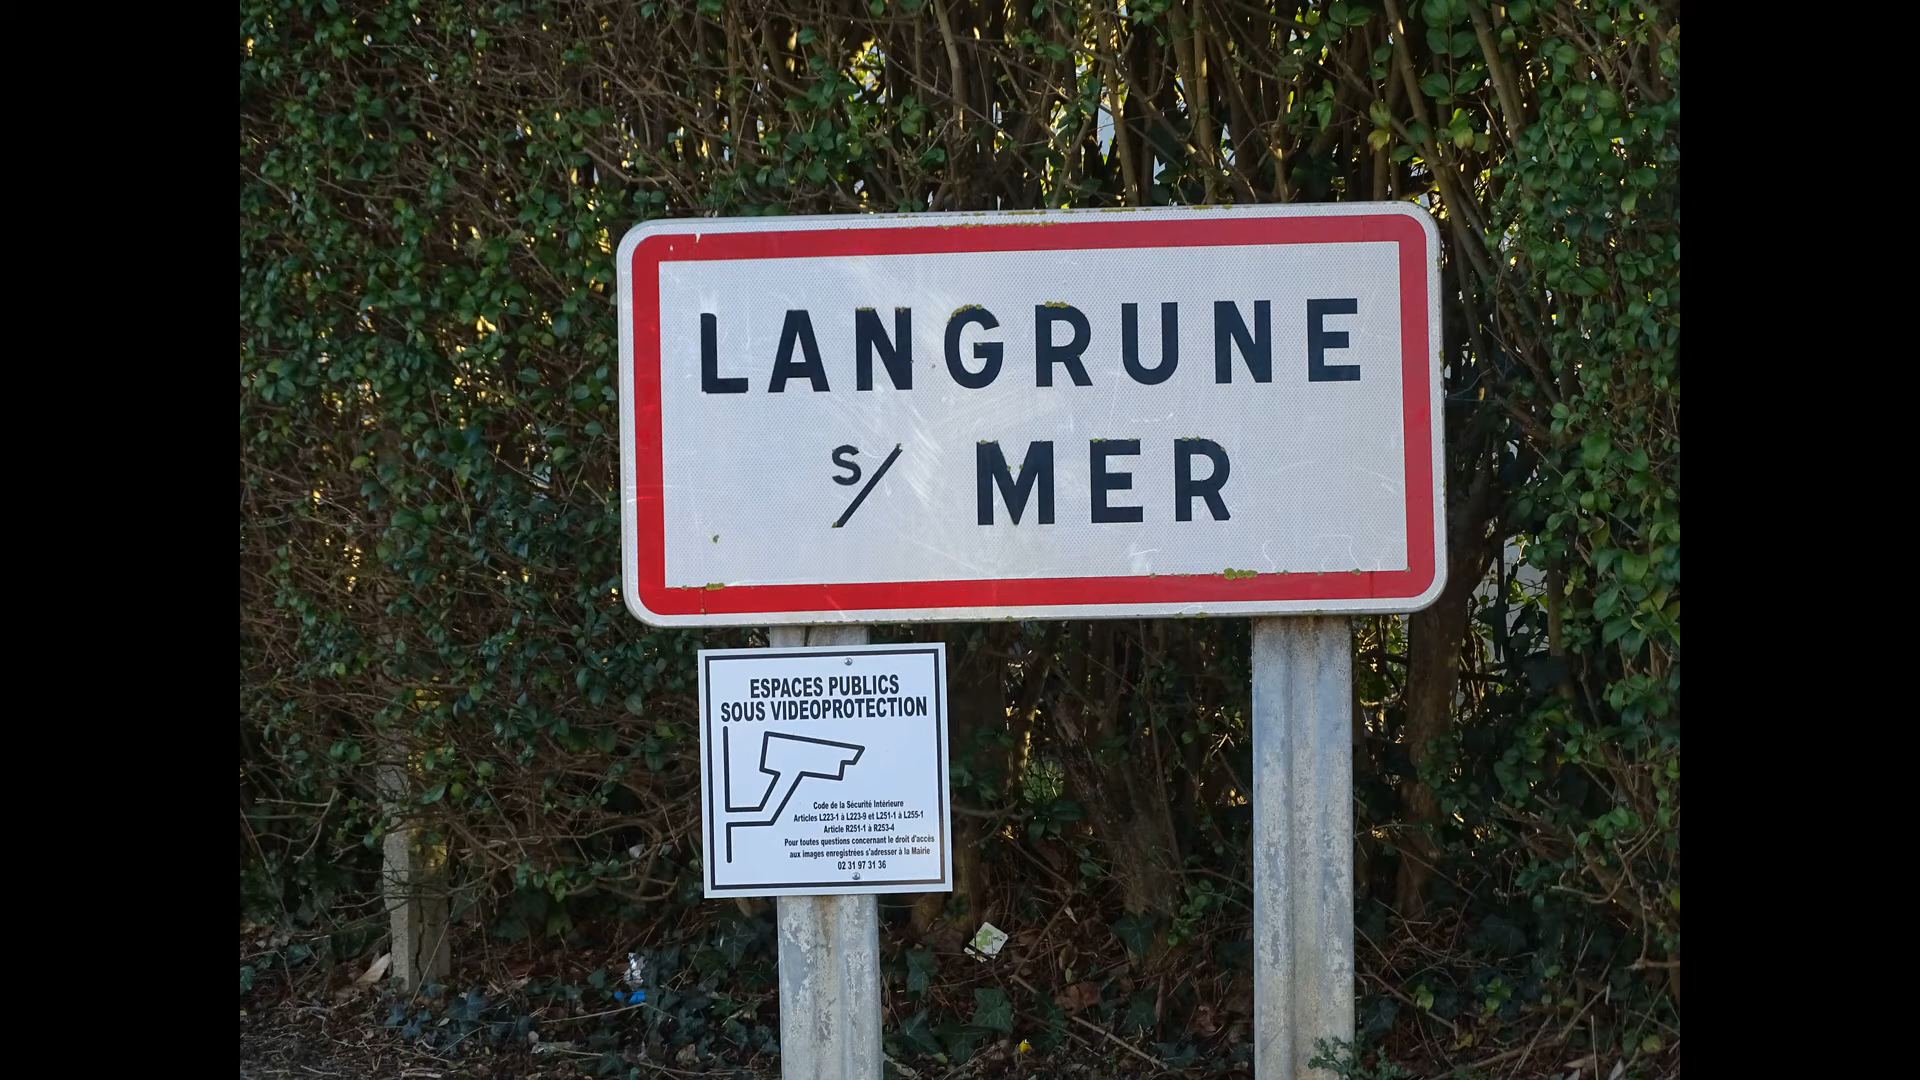 LANGRUNE
s/ MER
ESPACES PUBLICS
SOUS VIDEOPROTECTION
Code de la Sécurité Intérieure
Articles L223-1 à L223-9 et L251-1 à L255-1
Article R251-1 à R253-4
Pour toutes questions concernant le droit d'accès
aux images enregistrées s'adresser à la Mairie
02 31 97 31 36